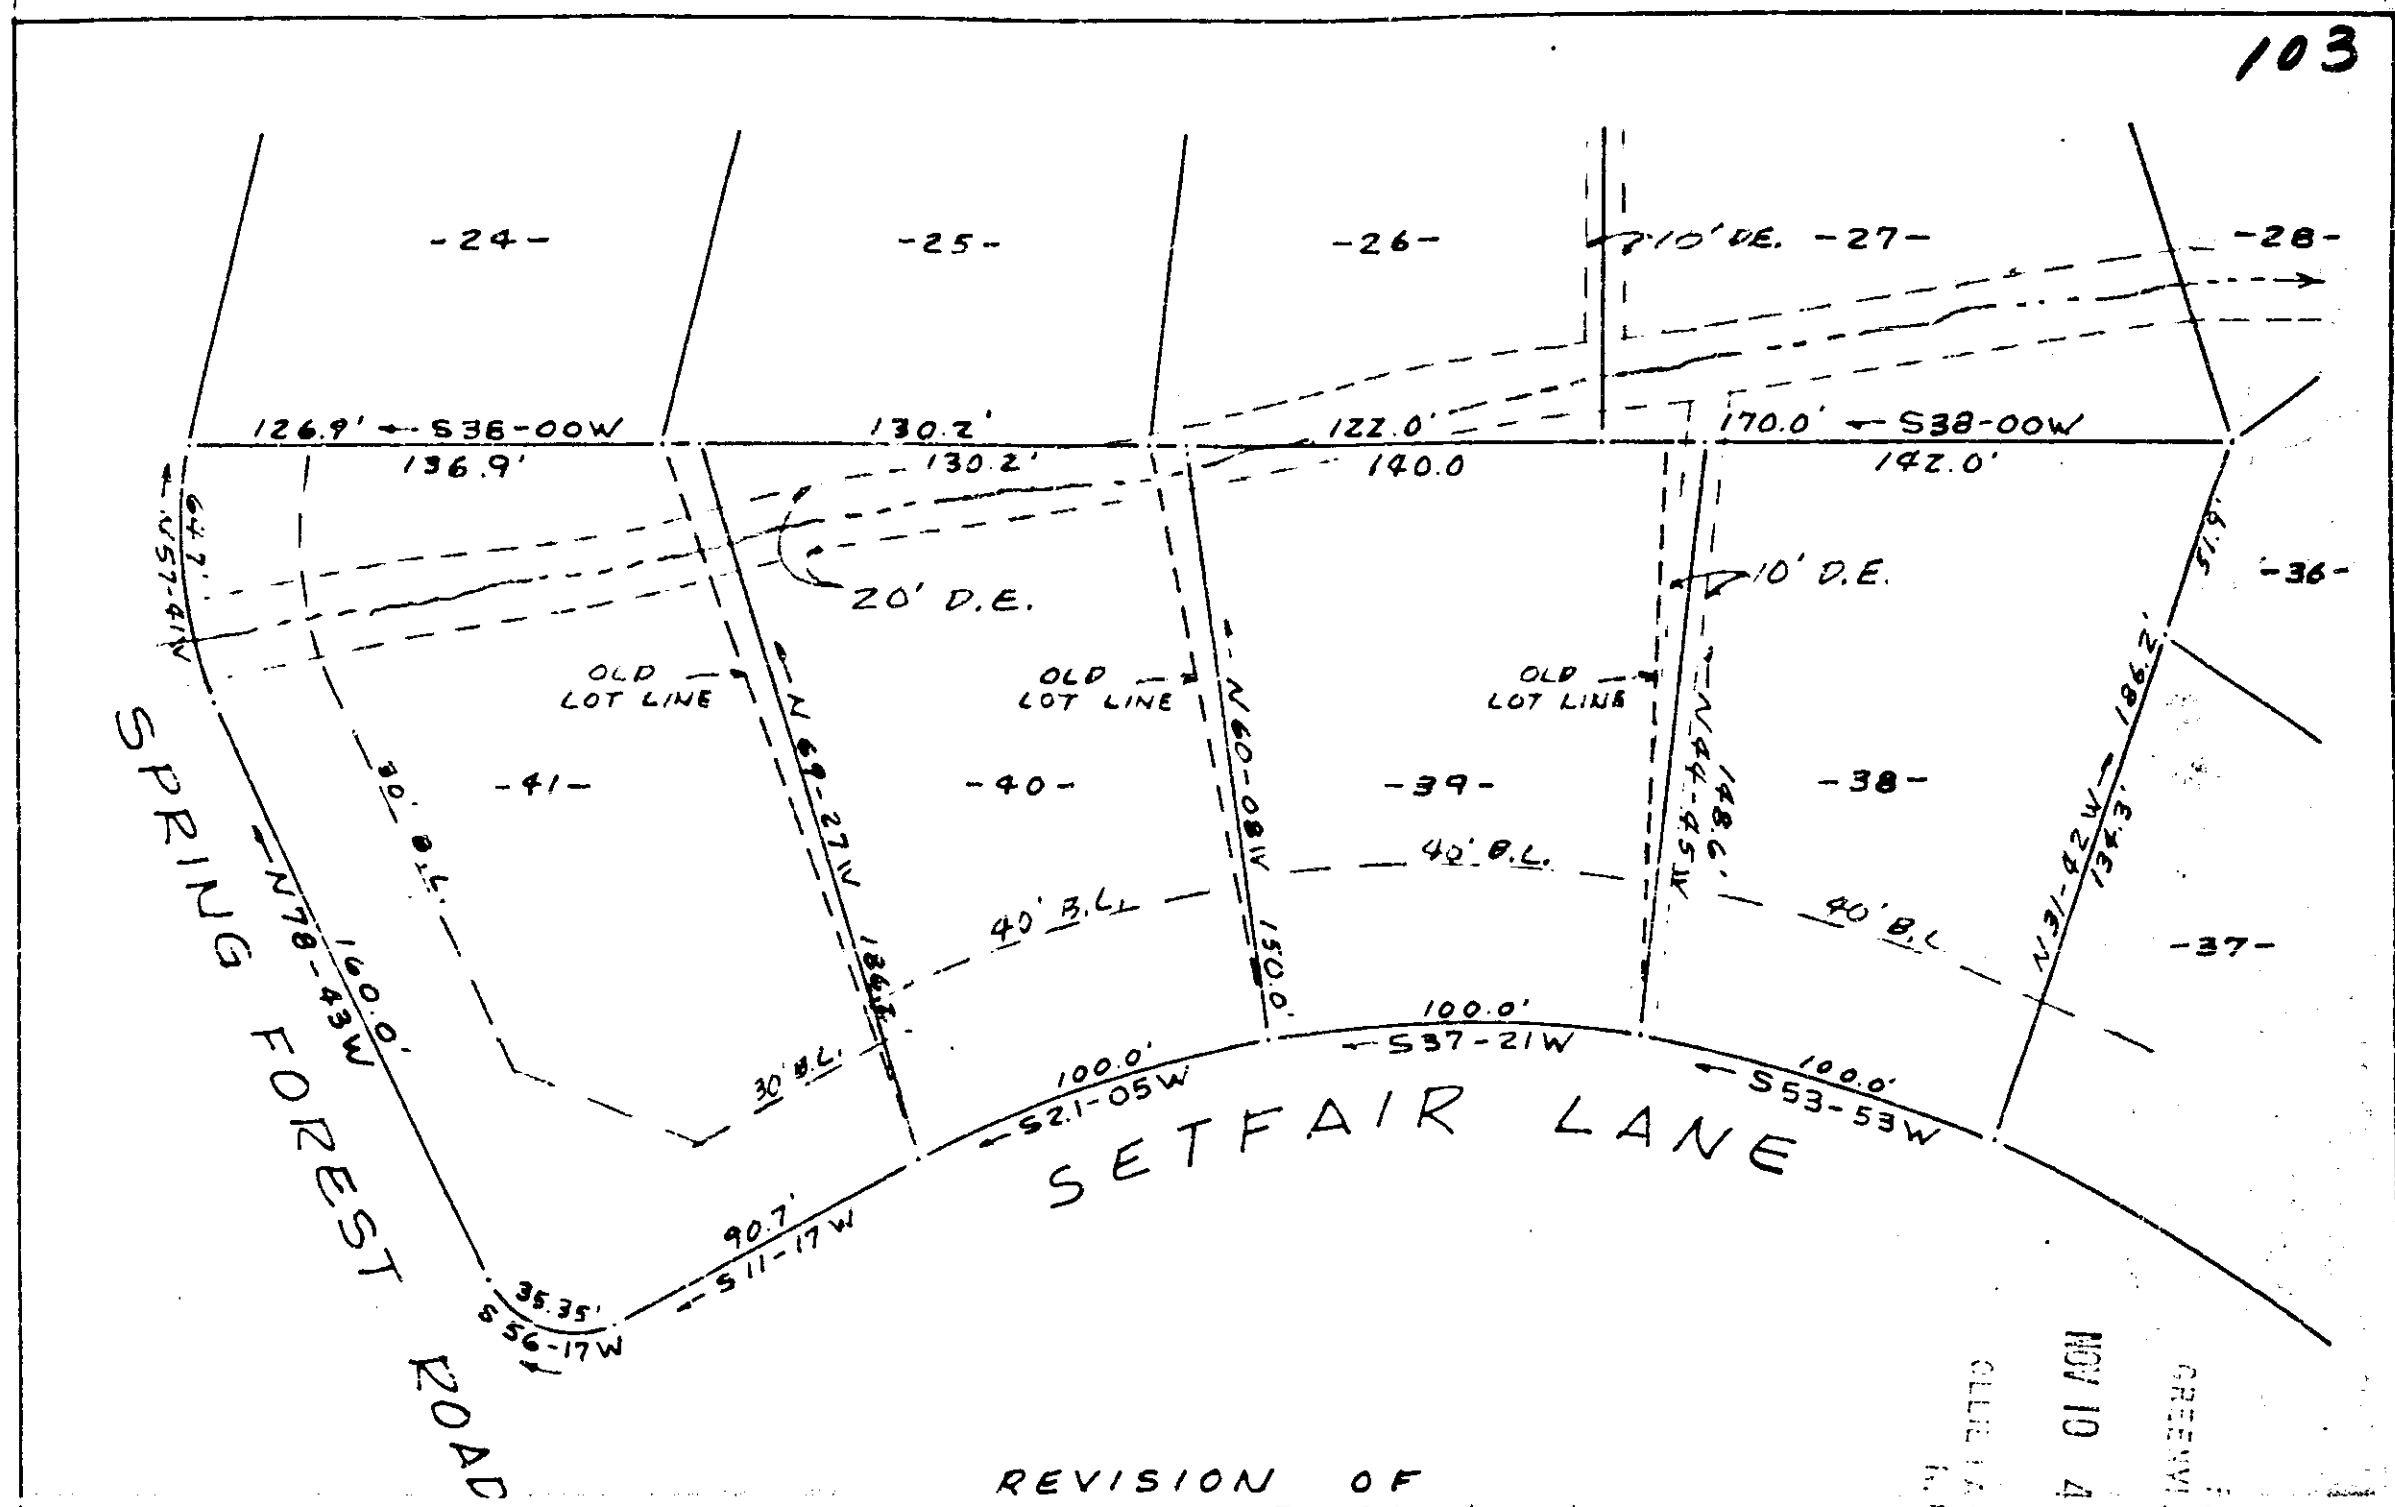 103
-24-
-25-
-26-
10' D.E.
-27-
-28-
126.9' ← S38-00W
130.2'
122.0'
170.0' ← S38-00W
136.9'
130.2'
140.0
142.0'
64.7'
N57-41W
20' D.E.
10' D.E.
51.9'
-36-
OLD
LOT LINE
OLD
LOT LINE
OLD
LOT LINE
-41-
-40-
-39-
-38-
-37-
30' B.L.
N 69-27W
N 60-08W
150.0'
N 44-45W
148.6'
186.2'
N31-42W
134.3'
40' B.L.
40' B.L.
40' B.L.
30' B.L.
N78-43W
160.0'
100.0'
S21-05W
100.0'
S37-21W
100.0'
S53-53W
90.7'
S11-17W
35.35'
S56-17W
SPRING FOREST ROAD
SETFAIR LANE
REVISION OF
NOV 10 4